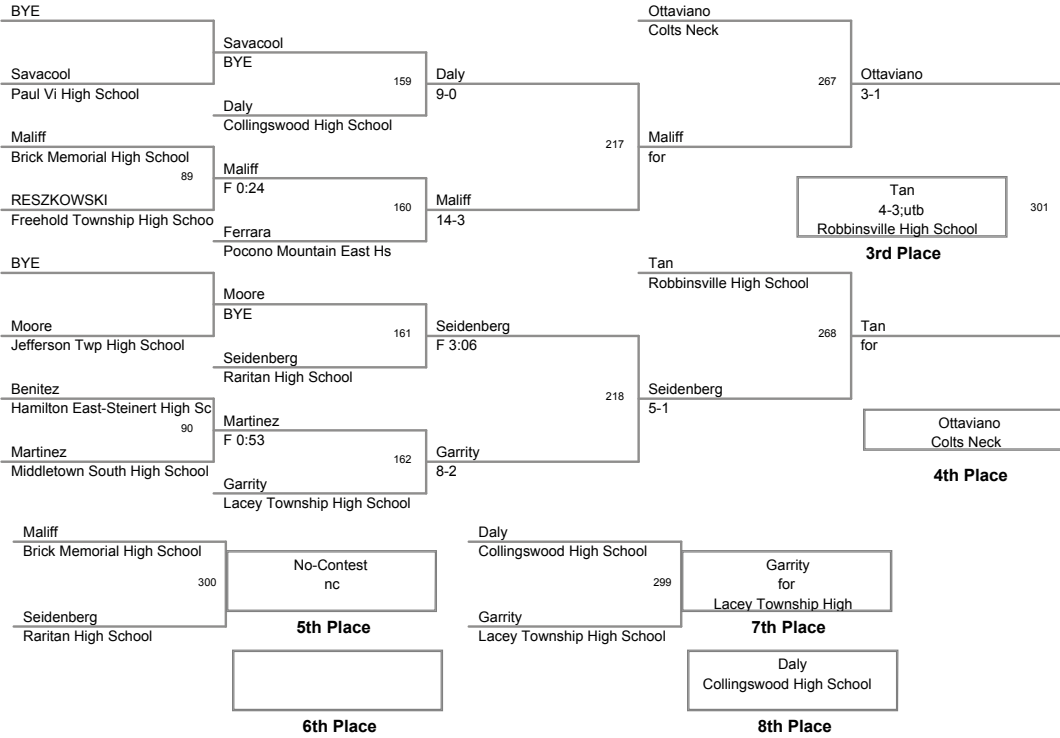 BYE
Savacool
Paul Vi High School
Maliff
Brick Memorial High School
89
RESZKOWSKI
Freehold Township High Schoo
BYE
Moore
Jefferson Twp High School
Benitez
Hamilton East-Steinert High Sc
90
Martinez
Middletown South High School
Savacool
BYE
159
Daly
Collingswood High School
Maliff
F 0:24
160
Ferrara
Pocono Mountain East Hs
Moore
BYE
161
Seidenberg
Raritan High School
Martinez
F 0:53
162
Garrity
Lacey Township High School
Daly
9-0
217
Maliff
14-3
Seidenberg
F 3:06
218
Garrity
8-2
Ottaviano
Colts Neck
267
Maliff
for
Tan
Robbinsville High School
268
Seidenberg
5-1
Ottaviano
3-1
Tan
4-3;utb
Robbinsville High School
301
3rd Place
Tan
for
Ottaviano
Colts Neck
4th Place
Maliff
Brick Memorial High School
300
Seidenberg
Raritan High School
No-Contest
nc
5th Place
6th Place
Daly
Collingswood High School
299
Garrity
Lacey Township High School
Garrity
for
Lacey Township High
7th Place
Daly
Collingswood High School
8th Place